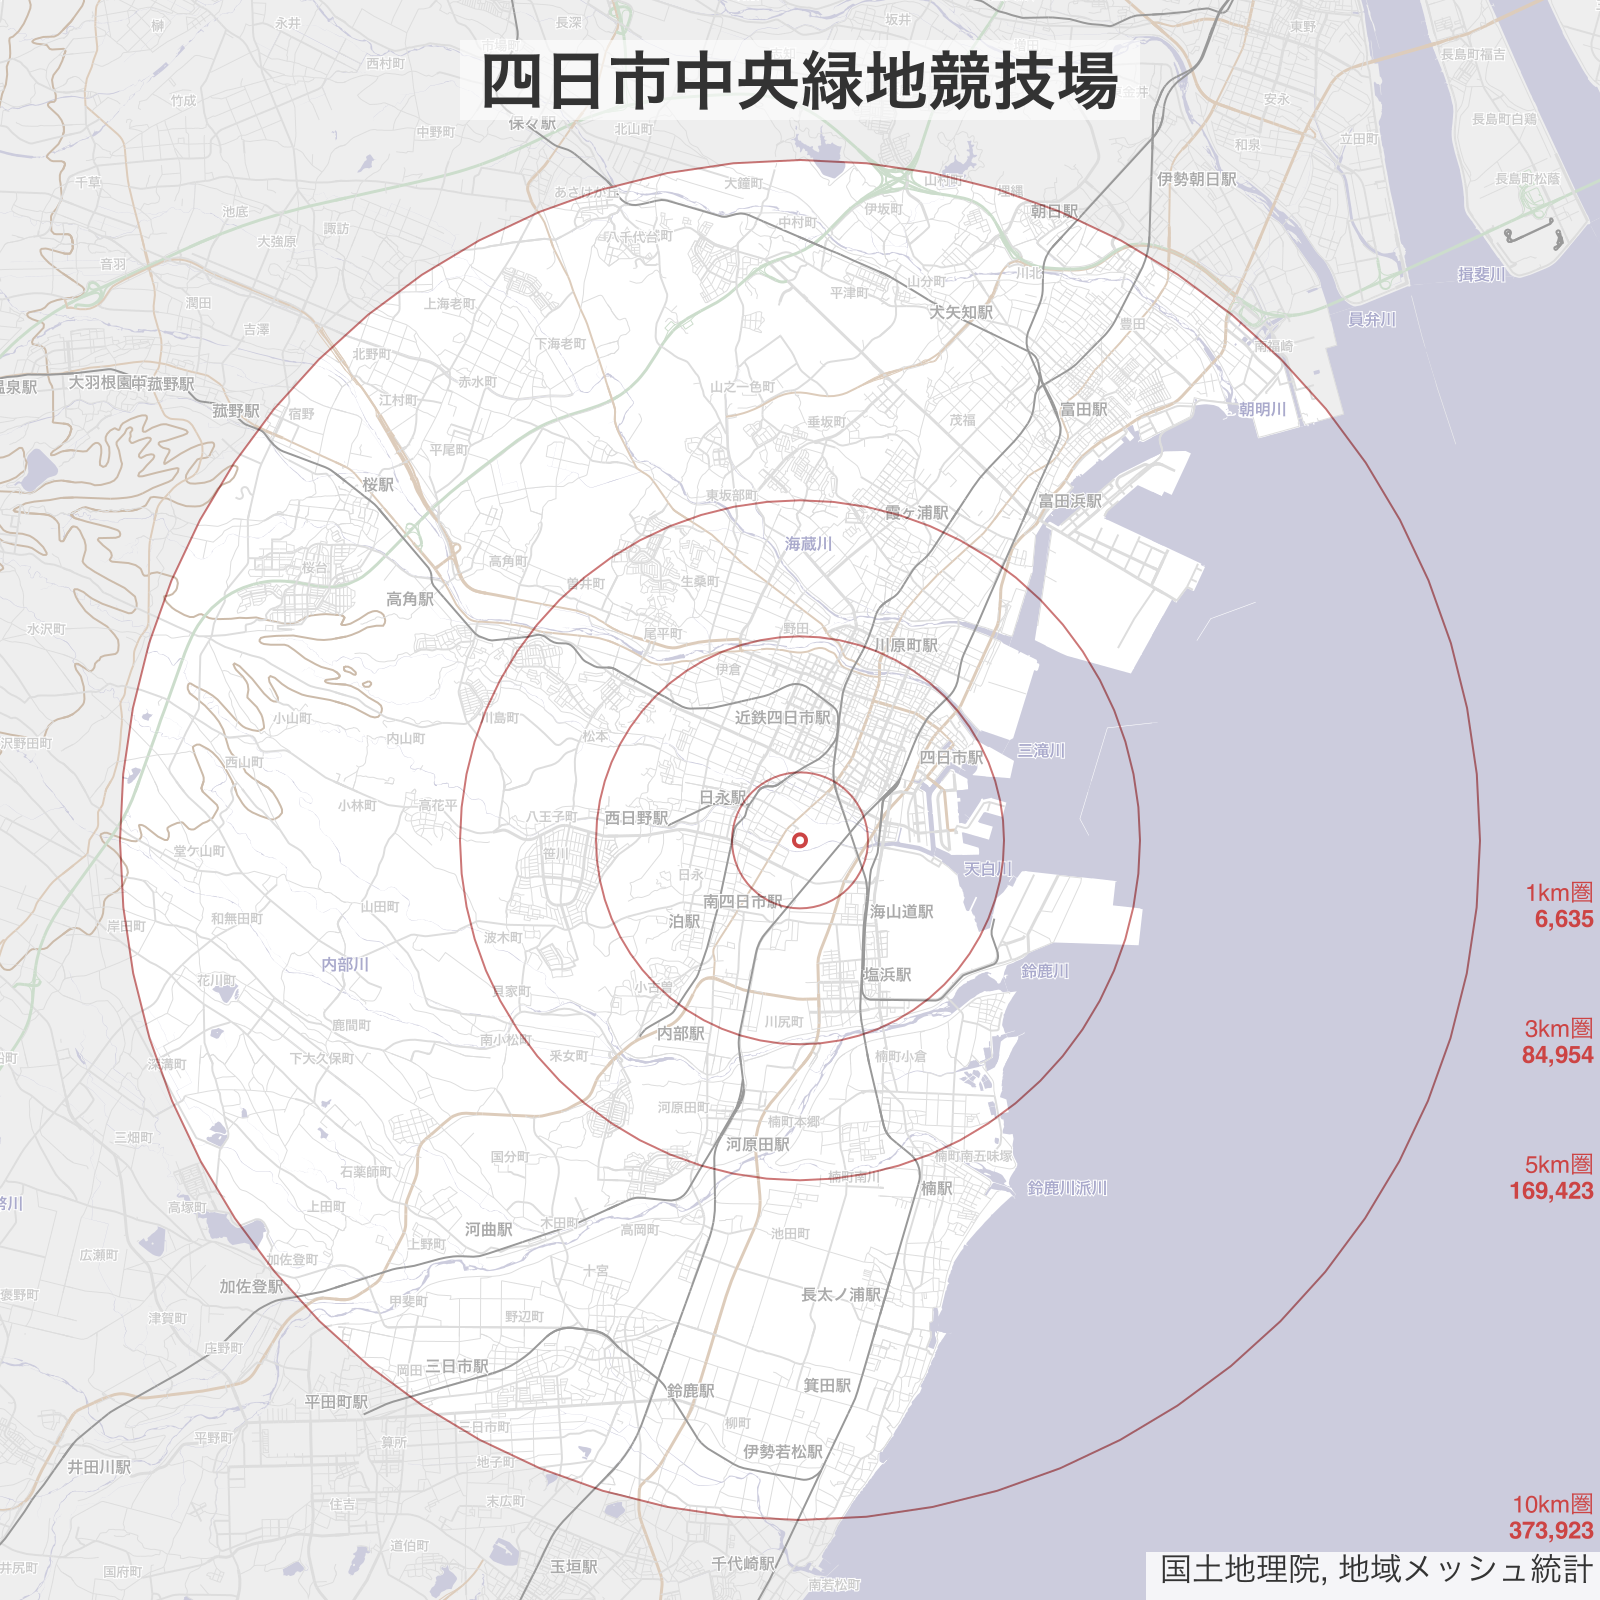 榊
永井
長深
坂井
東野
長島町福吉
西村町
四日市中央緑地競技場
竹成
安永
長島町白鶏
保々駅
中野町
北山町
和泉
立田町
千草
あさけが丘
大鐘町
山村町
埋縄
伊勢朝日駅
長島町松蔭
池底
伊坂町
朝日駅
諏訪
中村町
大強原
八千代台町
音羽
川北
揖斐川
山分町
潤田
上海老町
平津町
員弁川
吉澤
大矢知駅
豊田
下海老町
南福崎
北野町
温泉駅
大羽根園駅
中菰野駅
赤水町
山之一色町
江村町
菰野駅
宿野
富田駅
朝明川
垂坂町
茂福
平尾町
桜駅
東坂部町
富田浜駅
霞ヶ浦駅
海蔵川
高角町
桜台
曽井町
生桑町
高角駅
水沢町
尾平町
野田
川原町駅
伊倉
小山町
川島町
近鉄四日市駅
内山町
松本
沢野田町
三滝川
四日市駅
西山町
日永駅
小林町
高花平
八王子町
西日野駅
堂ケ山町
笹川
天白川
日永
1km圏
6,635
南四日市駅
山田町
海山道駅
和無田町
泊駅
岸田町
波木町
内部川
鈴鹿川
塩浜駅
花川町
貝家町
小古曽
鹿間町
川尻町
3km圏
84,954
内部駅
南小松町
采女町
楠町小倉
下大久保町
深溝町
河原田町
楠町本郷
三畑町
河原田駅
国分町
楠町南五味塚
石薬師町
楠町南川
5km圏
169,423
楠駅
鈴鹿川派川
幣川
高塚町
上田町
河曲駅
木田町
高岡町
池田町
広瀬町
上野町
加佐登町
十宮
加佐登駅
褒野町
長太ノ浦駅
甲斐町
津賀町
野辺町
庄野町
三日市駅
岡田
箕田駅
鈴鹿駅
平田町駅
柳町
三日市町
平野町
算所
伊勢若松駅
井田川駅
地子町
末広町
住吉
10km圏
373,923
道伯町
千代崎駅
井尻町
国府町
玉垣駅
南若松町
国土地理院, 地域メッシュ統計